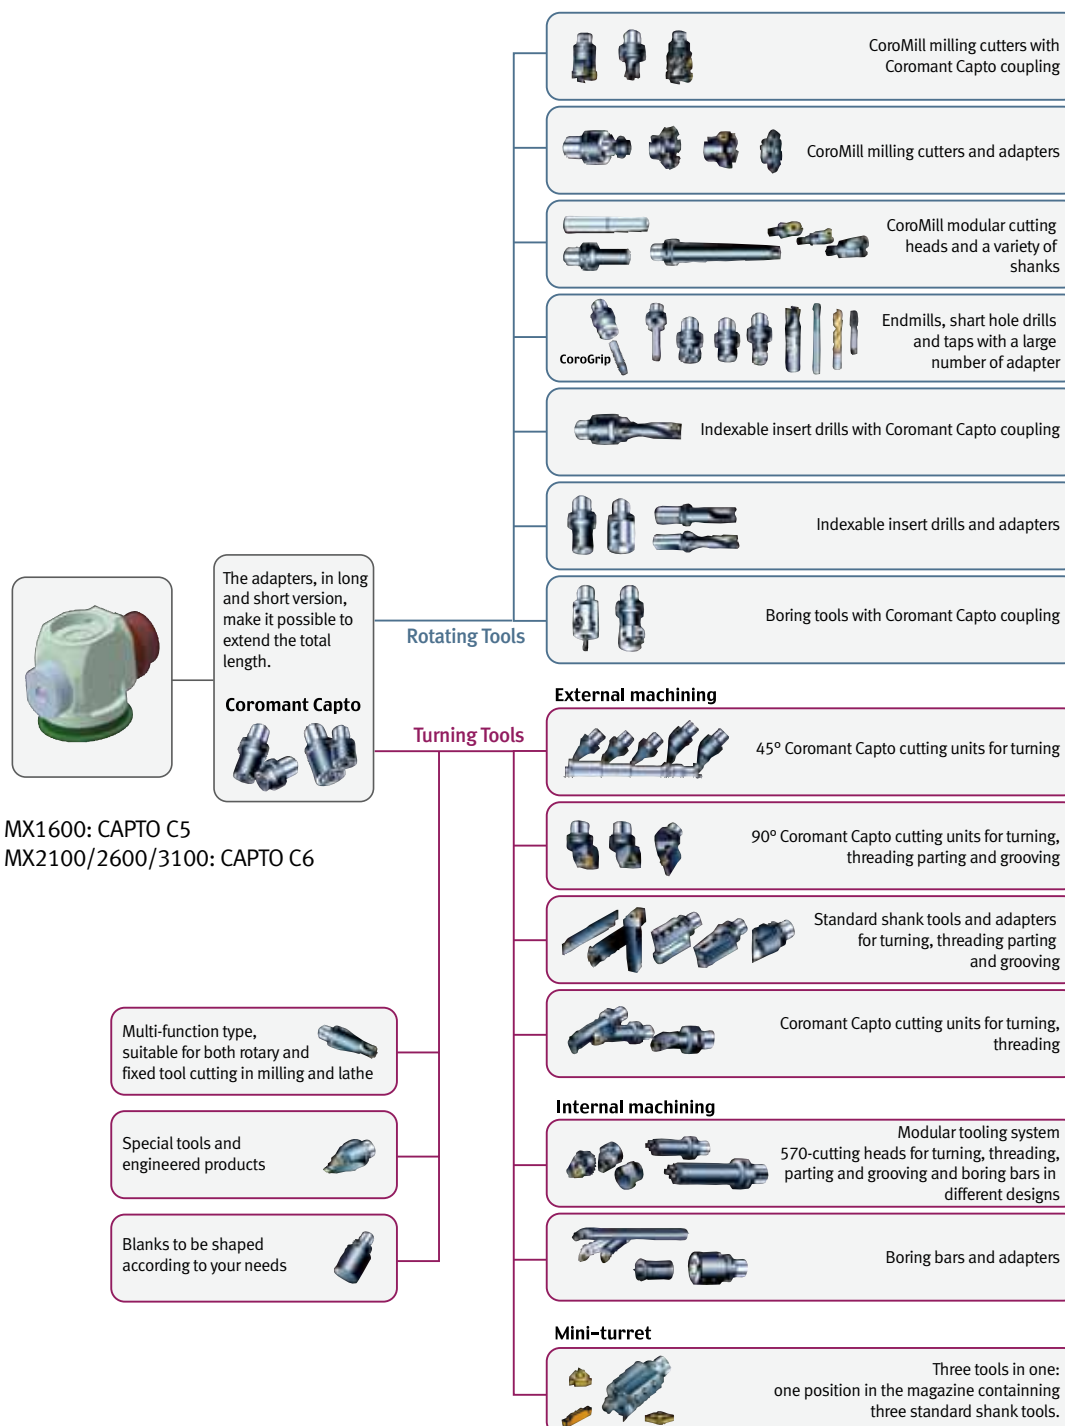 CoroMill milling cutters with
Coromant Capto coupling
CoroMill milling cutters and adapters
CoroMill modular cutting
heads and a variety of
shanks
CoroGrip
Endmills, shart hole drills
and taps with a large
number of adapter
Indexable insert drills with Coromant Capto coupling
Indexable insert drills and adapters
Boring tools with Coromant Capto coupling
The adapters, in long
and short version,
make it possible to
extend the total
length.
Coromant Capto
Rotating Tools
Turning Tools
MX1600: CAPTO C5
MX2100/2600/3100: CAPTO C6
External machining
45º Coromant Capto cutting units for turning
90º Coromant Capto cutting units for turning,
threading parting and grooving
Standard shank tools and adapters
for turning, threading parting
and grooving
Coromant Capto cutting units for turning,
threading
Multi-function type,
suitable for both rotary and
fixed tool cutting in milling and lathe
Special tools and
engineered products
Blanks to be shaped
according to your needs
Internal machining
Modular tooling system
570-cutting heads for turning, threading,
parting and grooving and boring bars in
different designs
Boring bars and adapters
Mini-turret
Three tools in one:
one position in the magazine containning
three standard shank tools.